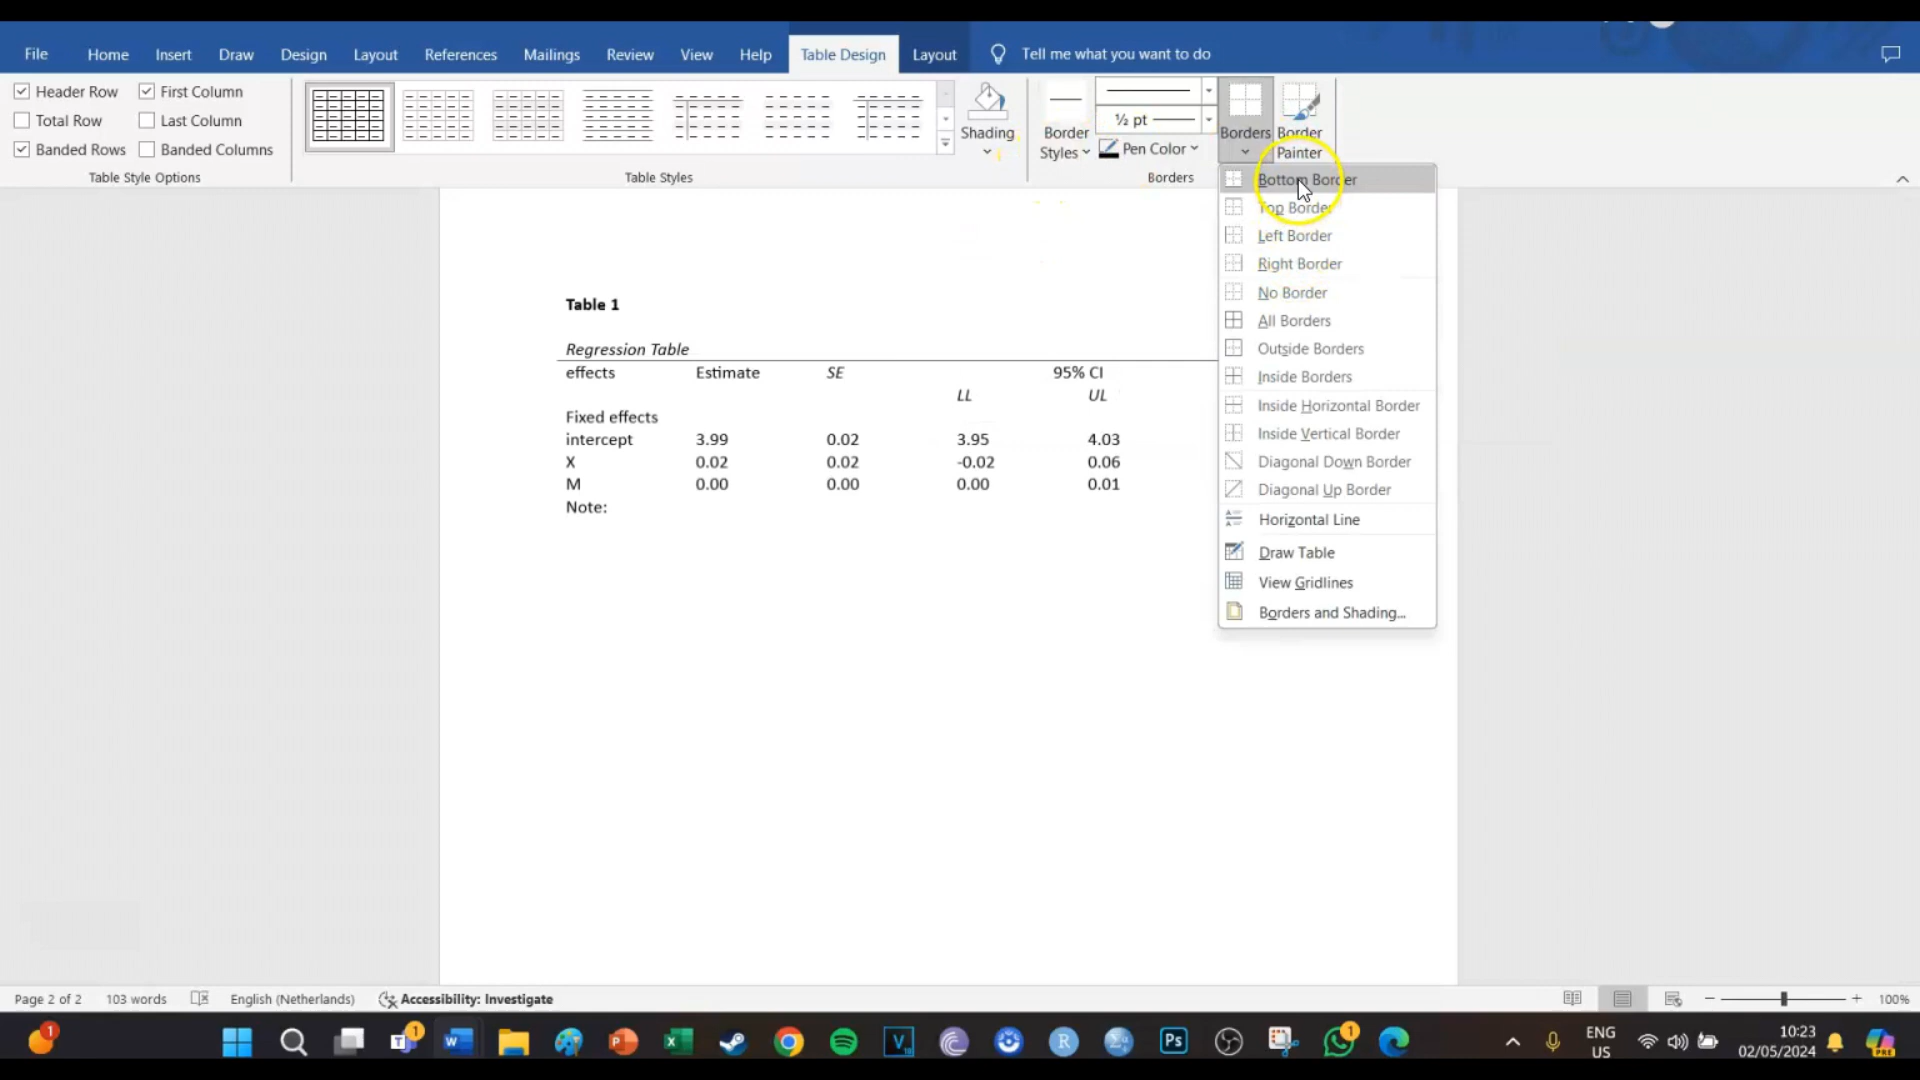 File Home Insert Draw Design Layout References Mailings Review View Help Table Design Layout Tell me what you want to do
Header Row First Column
Total Row Last Column
Banded Rows Banded Columns
Table Style Options
Table Styles
Shading
Border
Styles
½ pt
Pen Color
Borders
Border
Painter
Borders
Bottom Border
Top Border
Left Border
Right Border
No Border
All Borders
Outside Borders
Inside Borders
Inside Horizontal Border
Inside Vertical Border
Diagonal Down Border
Diagonal Up Border
Horizontal Line
Draw Table
View Gridlines
Borders and Shading...
Table 1
Regression Table
effects Estimate SE 95% CI
LL UL
Fixed effects
intercept 3.99 0.02 3.95 4.03
X 0.02 0.02 -0.02 0.06
M 0.00 0.00 0.00 0.01
Note:
Page 2 of 2 103 words English (Netherlands) Accessibility: Investigate 100%
1 T 1 W P X V 10 R Ps 1 ENG 10:23
US 02/05/2024 PRE